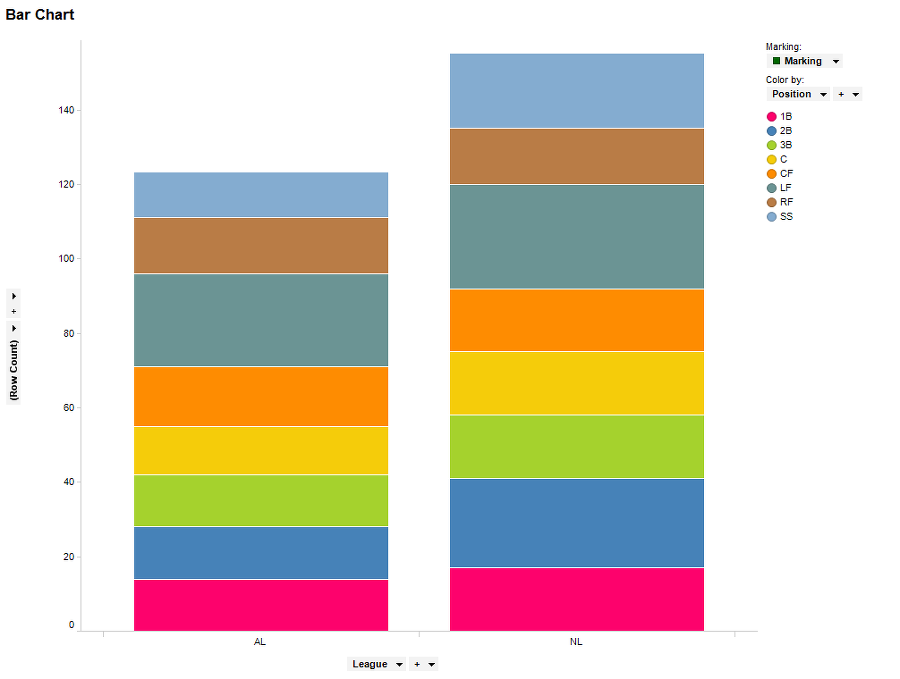 Bar Chart
Marking:
Marking
Color by:
Position +
1B
2B
3B
C
CF
LF
RF
SS
140
120
100
80
60
40
20
0
+
(Row Count)
AL NL
League +